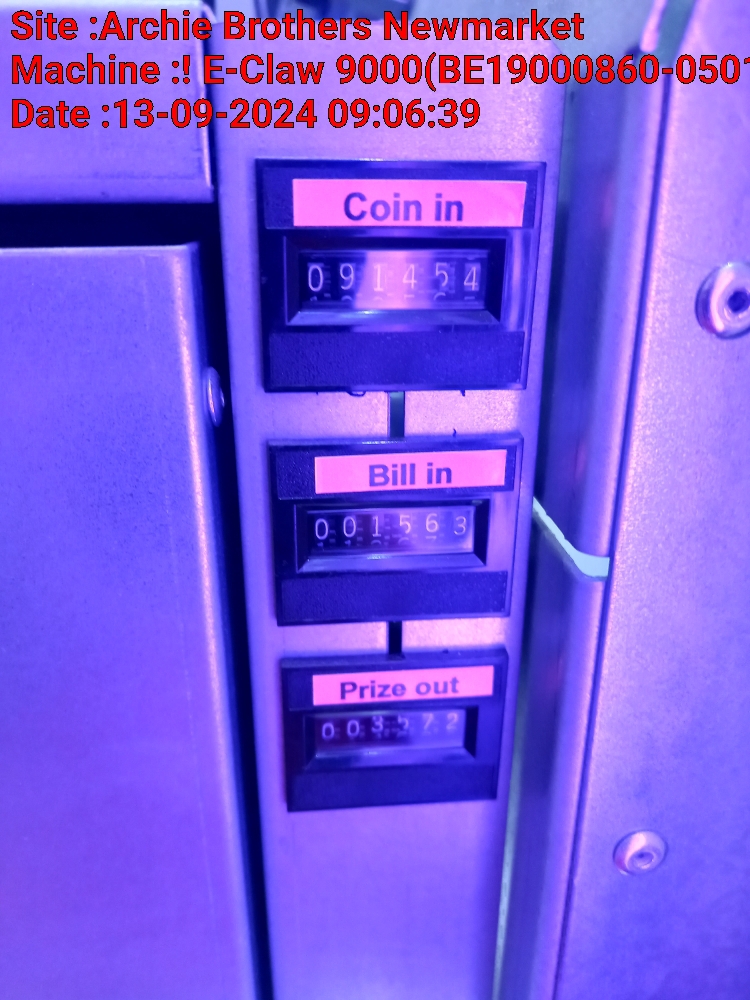 Site :Archie Brothers Newmarket
Machine :! E-Claw 9000(BE19000860-0501
Date :13-09-2024 09:06:39
Coin in
091454
Bill in
001563
Prize out
003572